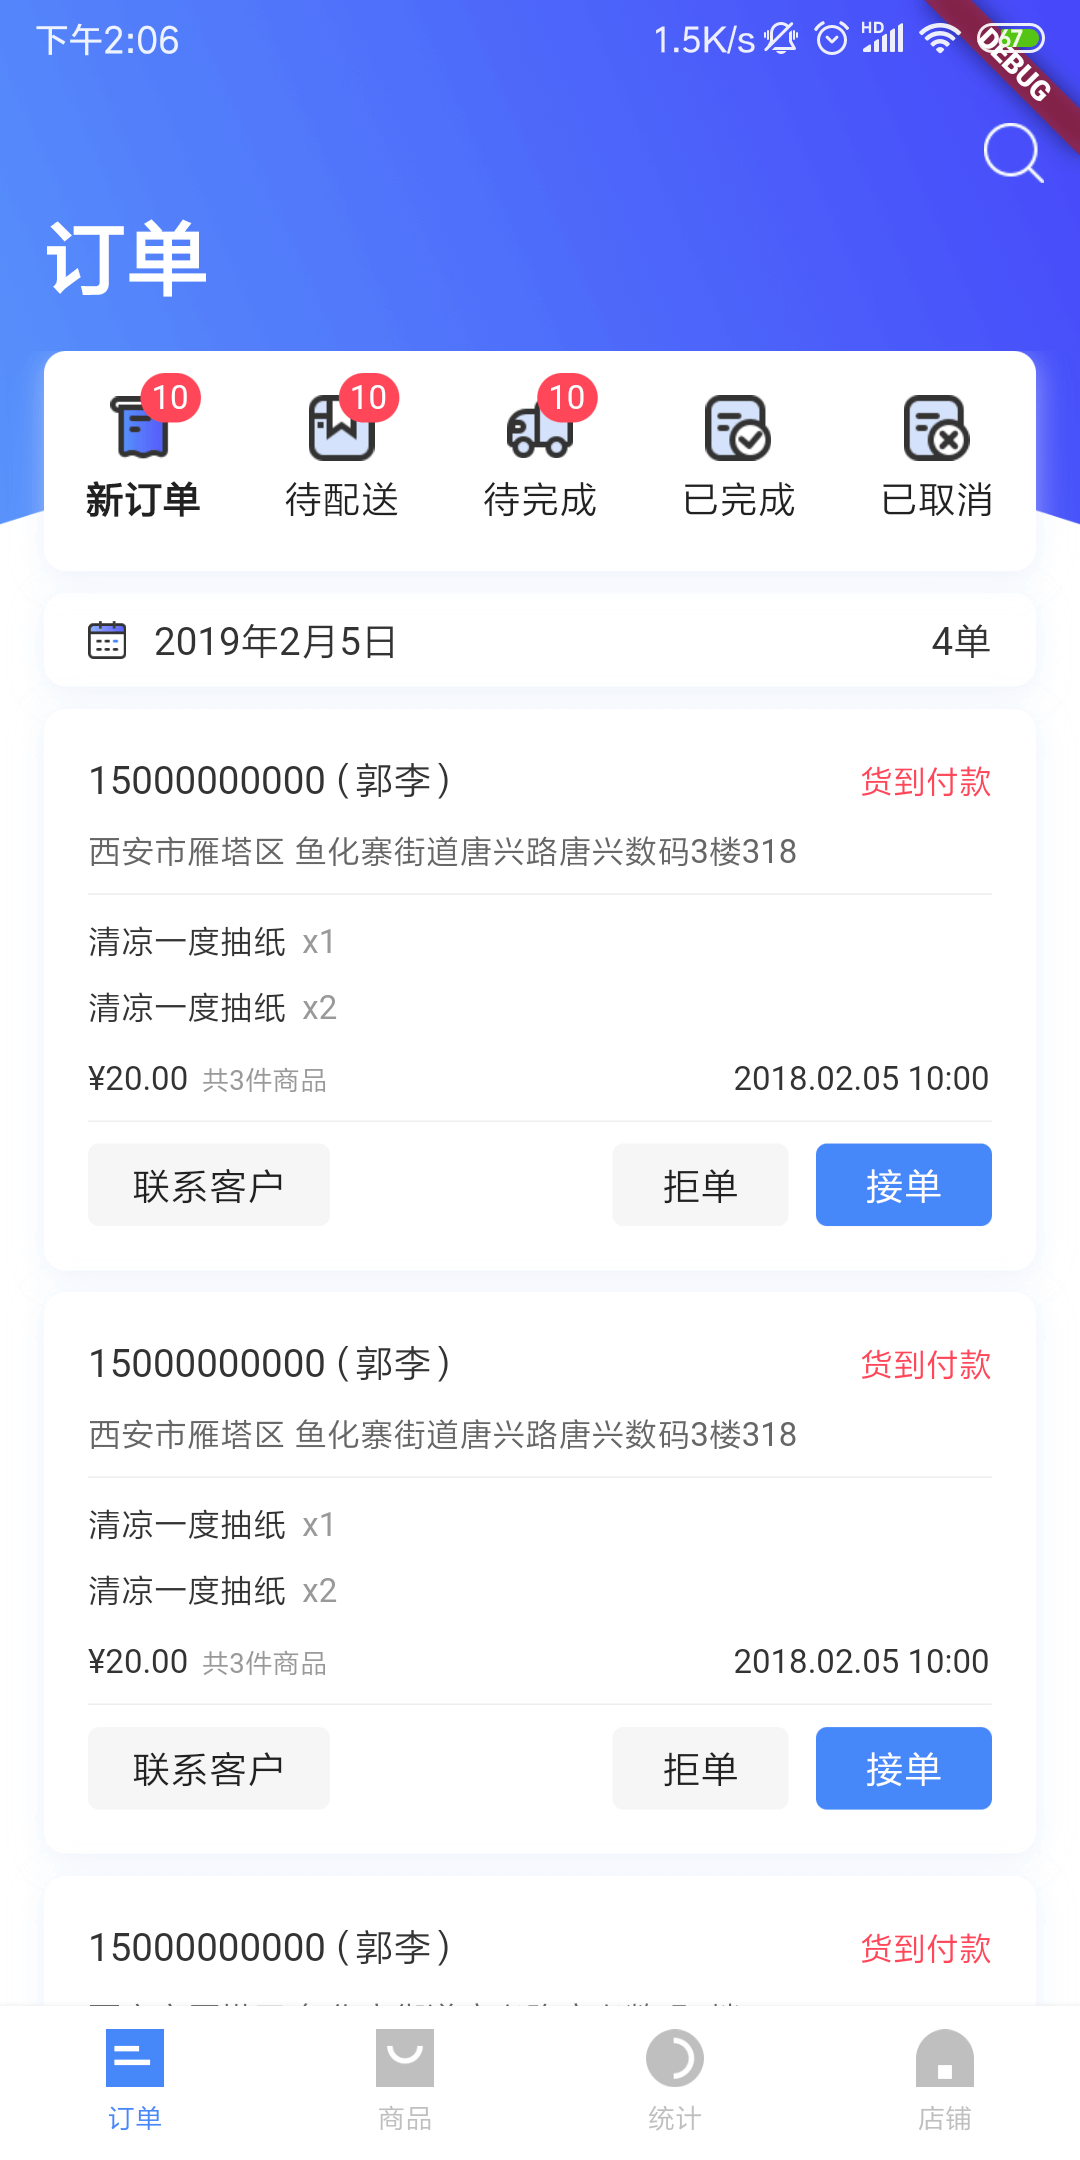 下午2:06
1.5K/s
HD
67
DEBUG
订单
10 10 10
新订单 待配送 待完成 已完成 已取消
2019年2月5日 4单
15000000000(郭李) 货到付款
西安市雁塔区 鱼化寨街道唐兴路唐兴数码3楼318
清凉一度抽纸 x1
清凉一度抽纸 x2
¥20.00 共3件商品 2018.02.05 10:00
联系客户 拒单 接单
15000000000(郭李) 货到付款
西安市雁塔区 鱼化寨街道唐兴路唐兴数码3楼318
清凉一度抽纸 x1
清凉一度抽纸 x2
¥20.00 共3件商品 2018.02.05 10:00
联系客户 拒单 接单
15000000000(郭李) 货到付款
订单 商品 统计 店铺